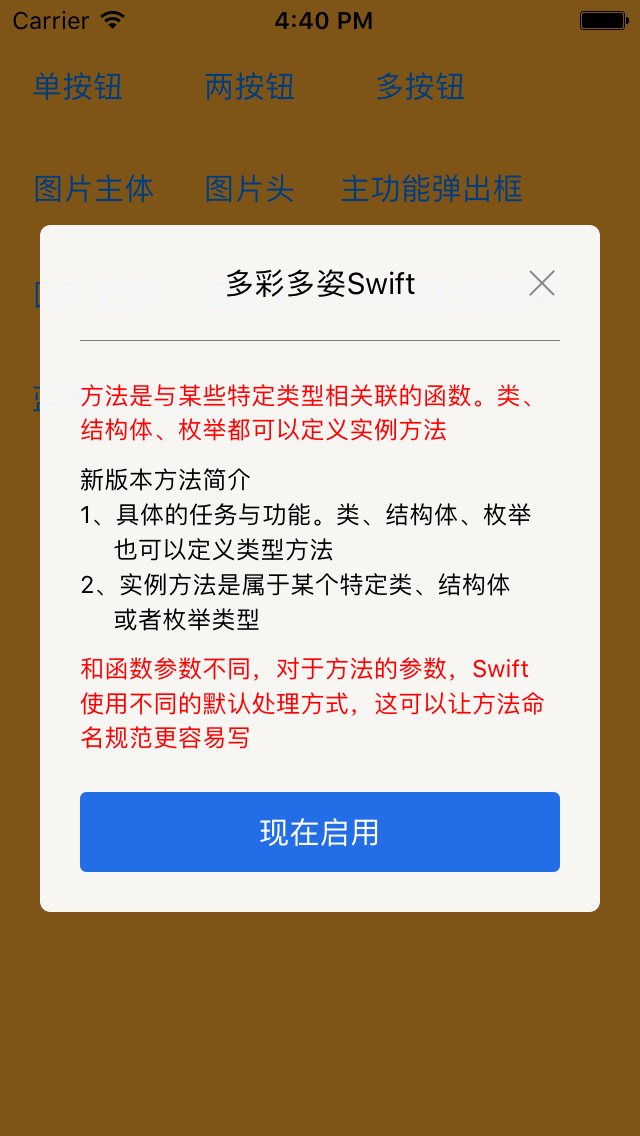 Carrier 4:40 PM
单按钮 两按钮 多按钮
图片主体 图片头 主功能弹出框
多彩多姿Swift
方法是与某些特定类型相关联的函数。类、
结构体、枚举都可以定义实例方法
新版本方法简介
1、具体的任务与功能。类、结构体、枚举
也可以定义类型方法
2、实例方法是属于某个特定类、结构体
或者枚举类型
和函数参数不同，对于方法的参数，Swift
使用不同的默认处理方式，这可以让方法命
名规范更容易写
现在启用